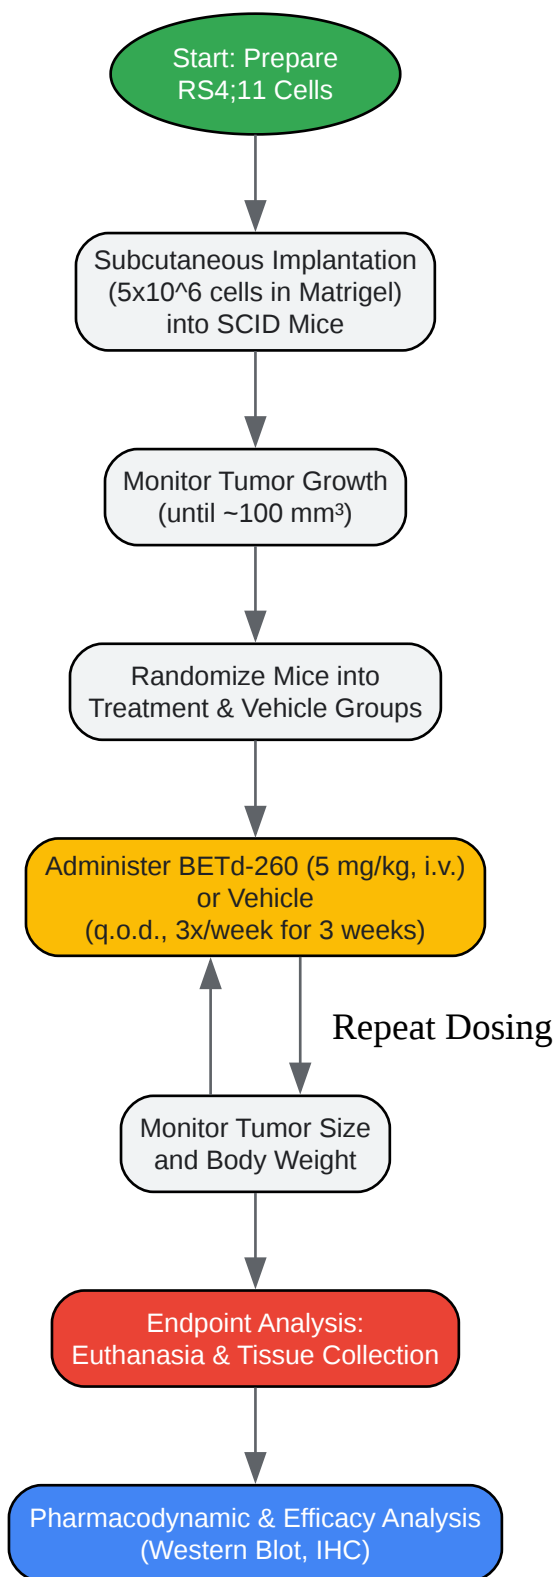 Start: Prepare
RS4;11 Cells
Subcutaneous Implantation
(5x10^6 cells in Matrigel)
into SCID Mice
Monitor Tumor Growth
(until ~100 mm³)
Randomize Mice into
Treatment & Vehicle Groups
Administer BETd-260 (5 mg/kg, i.v.)
or Vehicle
(q.o.d., 3x/week for 3 weeks)
Repeat Dosing
Monitor Tumor Size
and Body Weight
Endpoint Analysis:
Euthanasia & Tissue Collection
Pharmacodynamic & Efficacy Analysis
(Western Blot, IHC)